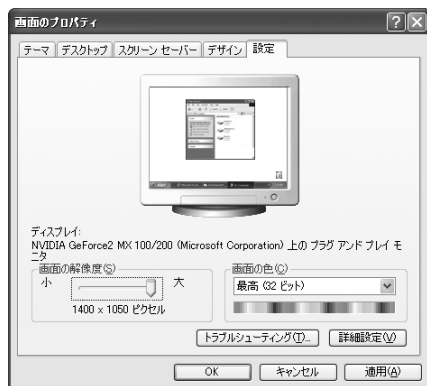 画面のプロパティ
テーマ デスクトップ スクリーン セーバー デザイン 設定
ディスプレイ:
NVIDIA GeForce2 MX 100/200 (Microsoft Corporation) 上の プラグ アンド プレイ モ
ニタ
画面の解像度(S) 画面の色(C)
小 大 最高 (32 ビット)
1400 x 1050 ピクセル
トラブルシューティング(T)... 詳細設定(V)
OK キャンセル 適用(A)